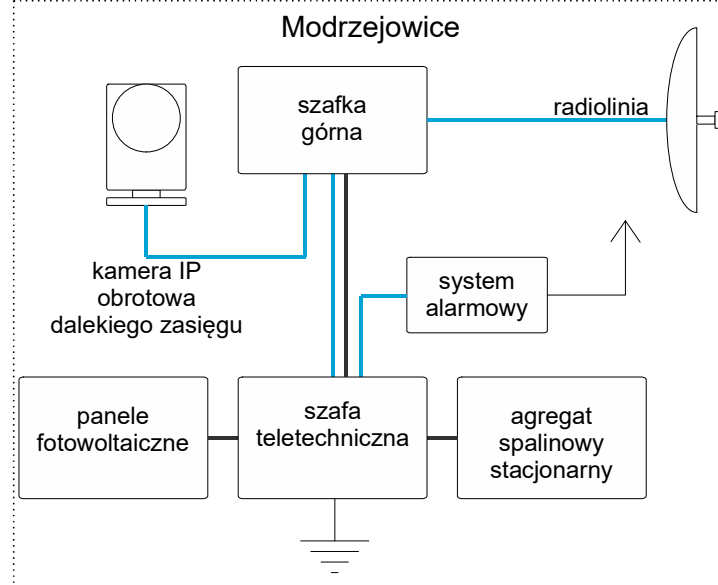 Modrzejowice
szafka
górna
radiolinia
kamera IP
obrotowa
dalekiego zasięgu
system
alarmowy
panele
fotowoltaiczne
szafa
teletechniczna
agregat
spalinowy
stacjonarny